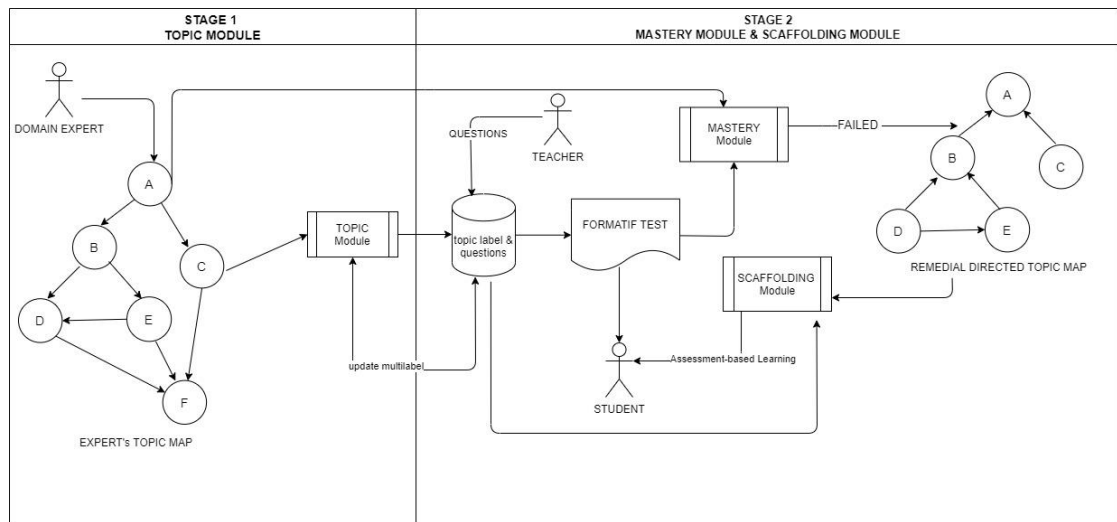 STAGE 1
TOPIC MODULE
STAGE 2
MASTERY MODULE & SCAFFOLDING MODULE
DOMAIN EXPERT
A
B
C
D
E
F
EXPERT's TOPIC MAP
TOPIC
Module
update multilabel
QUESTIONS
TEACHER
topic label &
questions
FORMATIF TEST
STUDENT
MASTERY
Module
FAILED
SCAFFOLDING
Module
Assessment-based Learning
A
B
C
D
E
REMEDIAL DIRECTED TOPIC MAP